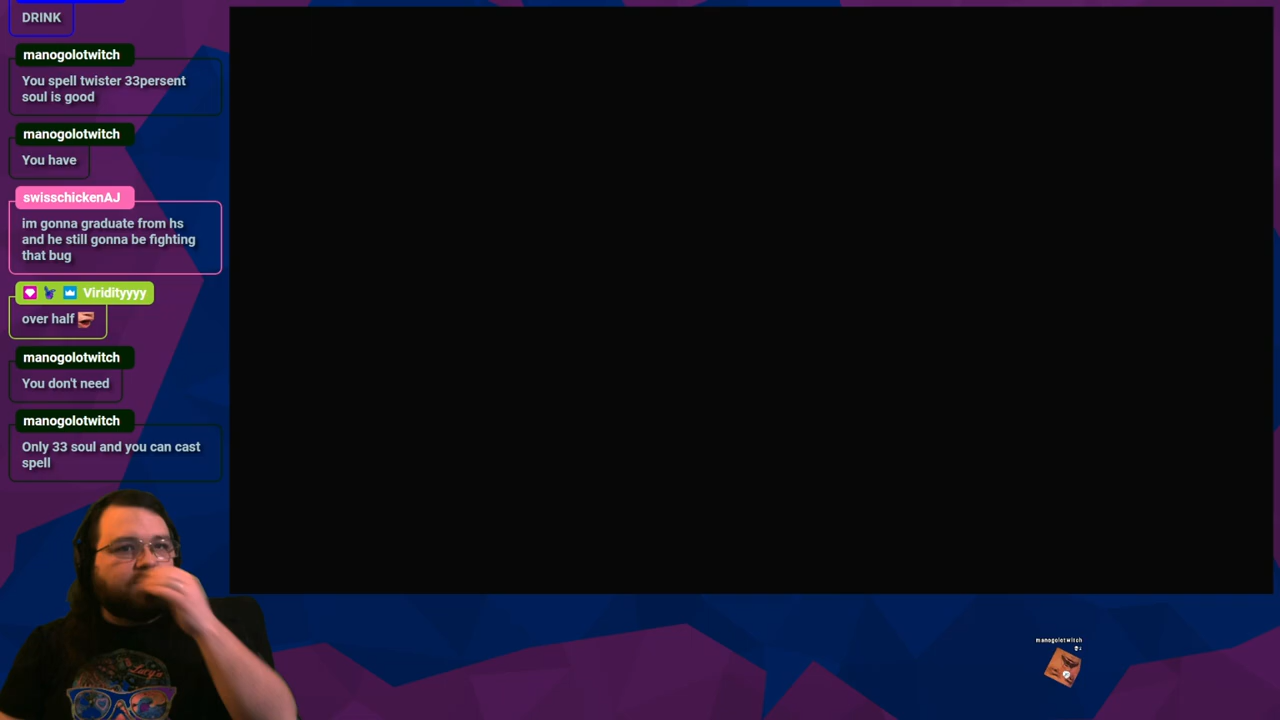 DRINK
manogolotwitch
You spell twister 33persent
soul is good
manogolotwitch
You have
swisschickenAJ
im gonna graduate from hs
and he still gonna be fighting
that bug
Viridityyyy
over half
manogolotwitch
You don't need
manogolotwitch
Only 33 soul and you can cast
spell
manogolotwitch